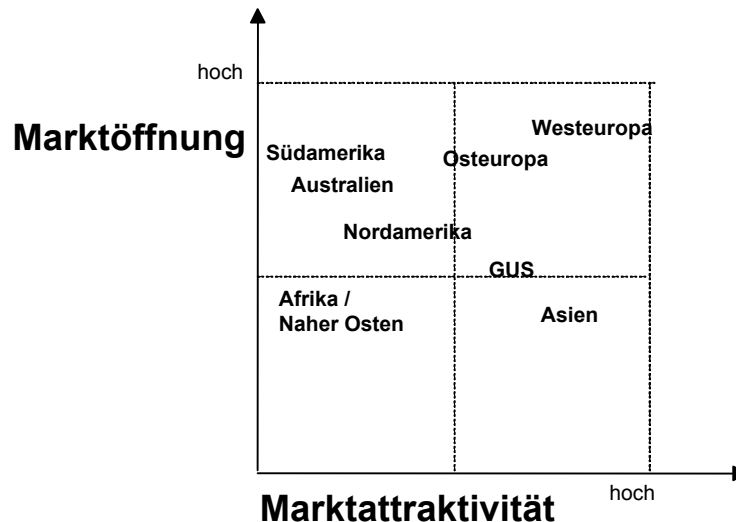 hoch
Marktöffnung
Westeuropa
Südamerika
Osteuropa
Australien
Nordamerika
GUS
Afrika /
Naher Osten
Asien
hoch
Marktattraktivität